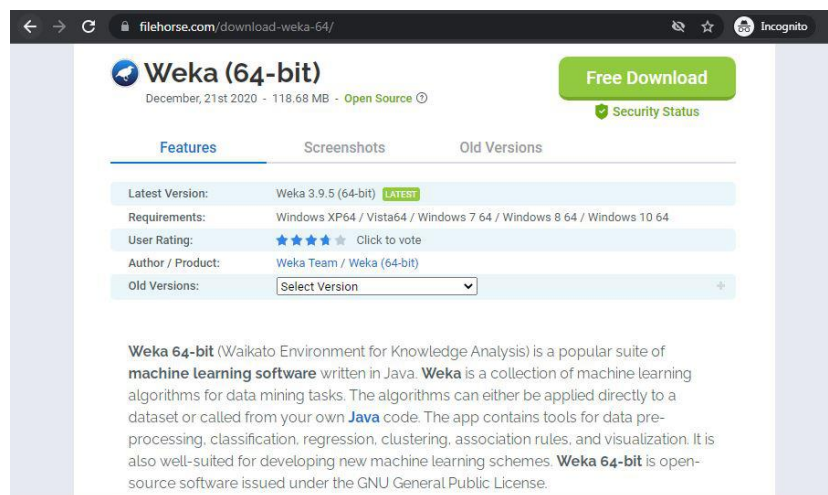 filehorse.com/download-weka-64/
Incognito
Weka (64-bit)
Free Download
December, 21st 2020 - 118.68 MB - Open Source ?
Security Status
Features Screenshots Old Versions
Latest Version: Weka 3.9.5 (64-bit) LATEST
Requirements: Windows XP64 / Vista64 / Windows 7 64 / Windows 8 64 / Windows 10 64
User Rating: Click to vote
Author / Product: Weka Team / Weka (64-bit)
Old Versions: Select Version
Weka 64-bit (Waikato Environment for Knowledge Analysis) is a popular suite of
machine learning software written in Java. Weka is a collection of machine learning
algorithms for data mining tasks. The algorithms can either be applied directly to a
dataset or called from your own Java code. The app contains tools for data pre-
processing, classification, regression, clustering, association rules, and visualization. It is
also well-suited for developing new machine learning schemes. Weka 64-bit is open-
source software issued under the GNU General Public License.